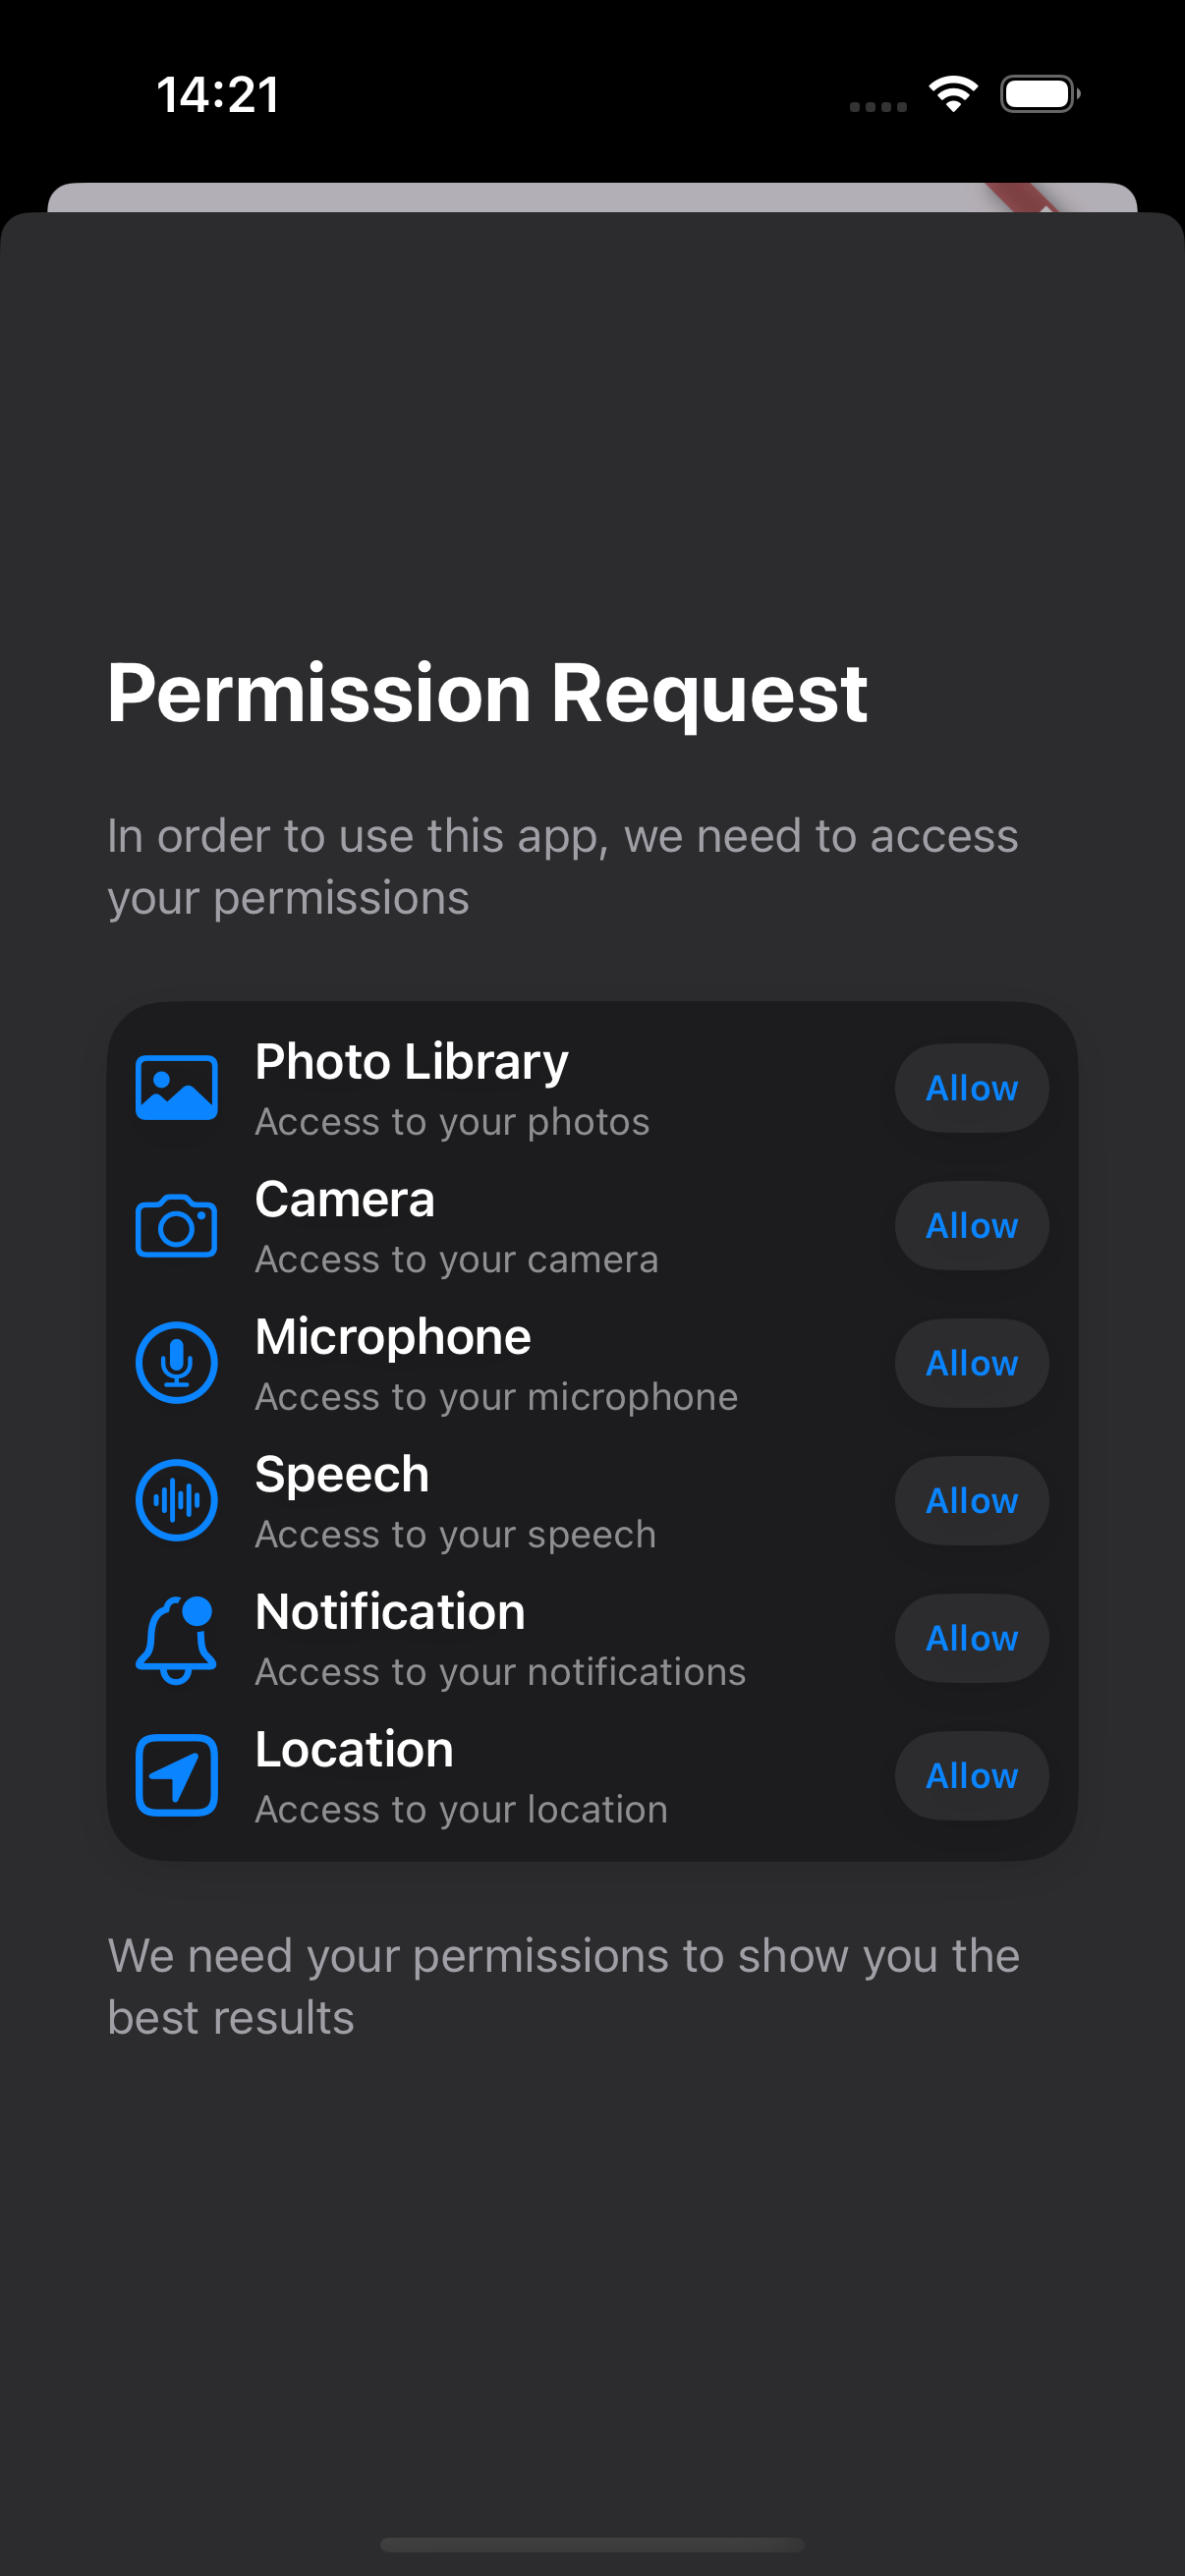 14:21
Permission Request
In order to use this app, we need to access
your permissions
Photo Library
Access to your photos
Allow
Camera
Access to your camera
Allow
Microphone
Access to your microphone
Allow
Speech
Access to your speech
Allow
Notification
Access to your notifications
Allow
Location
Access to your location
Allow
We need your permissions to show you the
best results